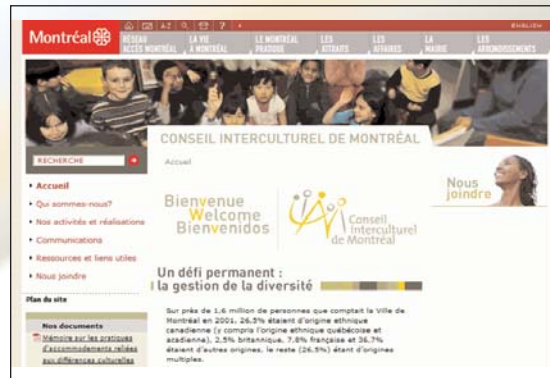 ENGLISH
Montréal
RÉSEAU
ACCÈS MONTRÉAL
LA VIE
À MONTRÉAL
LE MONTRÉAL
PRATIQUE
LES
ATTRAITS
LES
AFFAIRES
LA
MAIRIE
LES
ARRONDISSEMENTS
CONSEIL INTERCULTUREL DE MONTRÉAL
RECHERCHE
Accueil
Accueil
Qui sommes-nous?
Nos activités et réalisations
Communications
Ressources et liens utiles
Nous joindre
Plan du site
Nos documents
Mémoire sur les pratiques
d'accommodements reliées
aux différences culturelles
Bienvenue
Welcome
Bienvenidos
Conseil
Interculturel
de Montréal
Nous
joindre
Un défi permanent :
la gestion de la diversité
Sur près de 1,6 million de personnes que comptait la Ville de
Montréal en 2001, 26,5% étaient d'origine ethnique
canadienne (y compris l'origine ethnique québécoise et
acadienne), 2,5% britannique, 7,8% française et 36,7%
étaient d'autres origines, le reste (26,5%) étant d'origine
multiples.